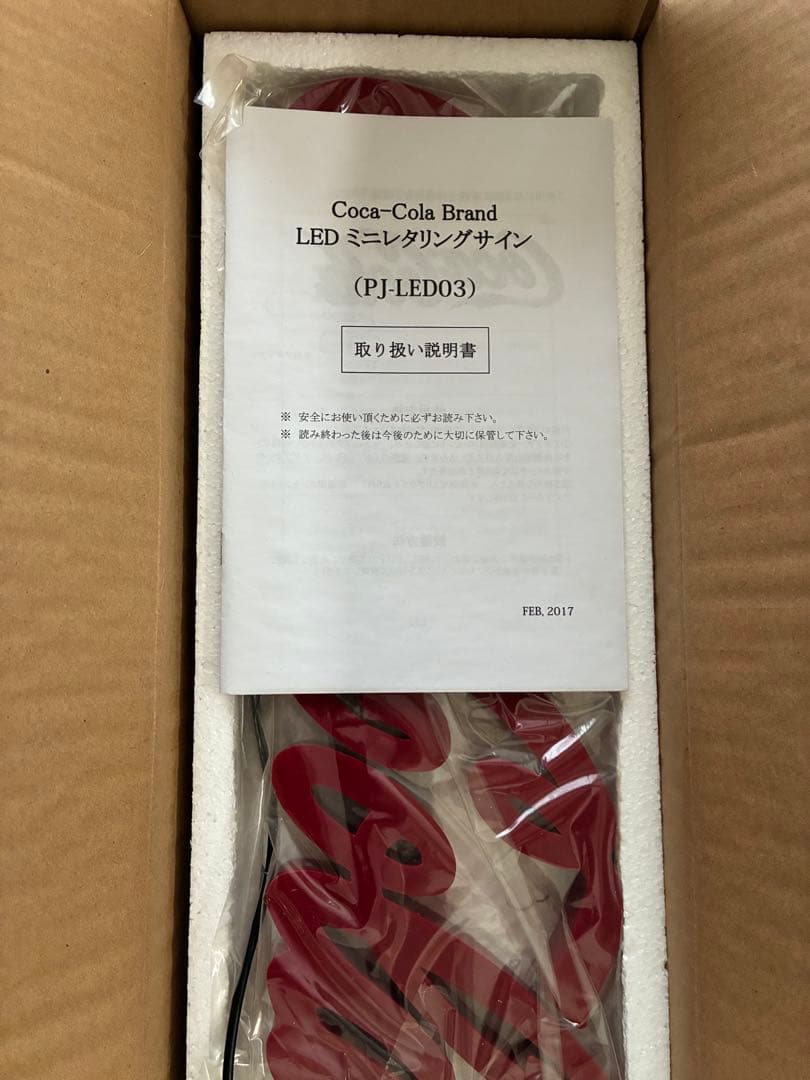 Coca-Cola Brand
LED ミニレタリングサイン
(PJ-LED03)
取り扱い説明書
※ 安全にお使い頂くために必ずお読み下さい。
※ 読み終わった後は今後のために大切に保管して下さい。
FEB, 2017